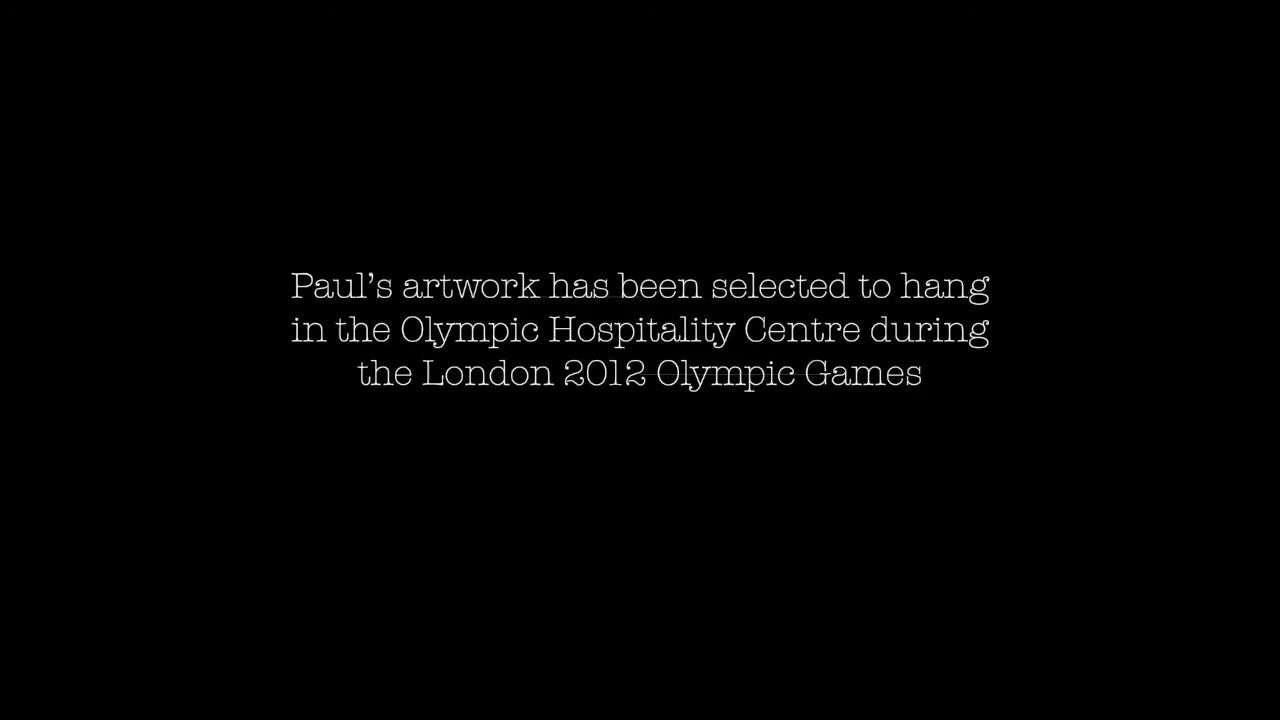 Paul’s artwork has been selected to hang
in the Olympic Hospitality Centre during
the London 2012 Olympic Games